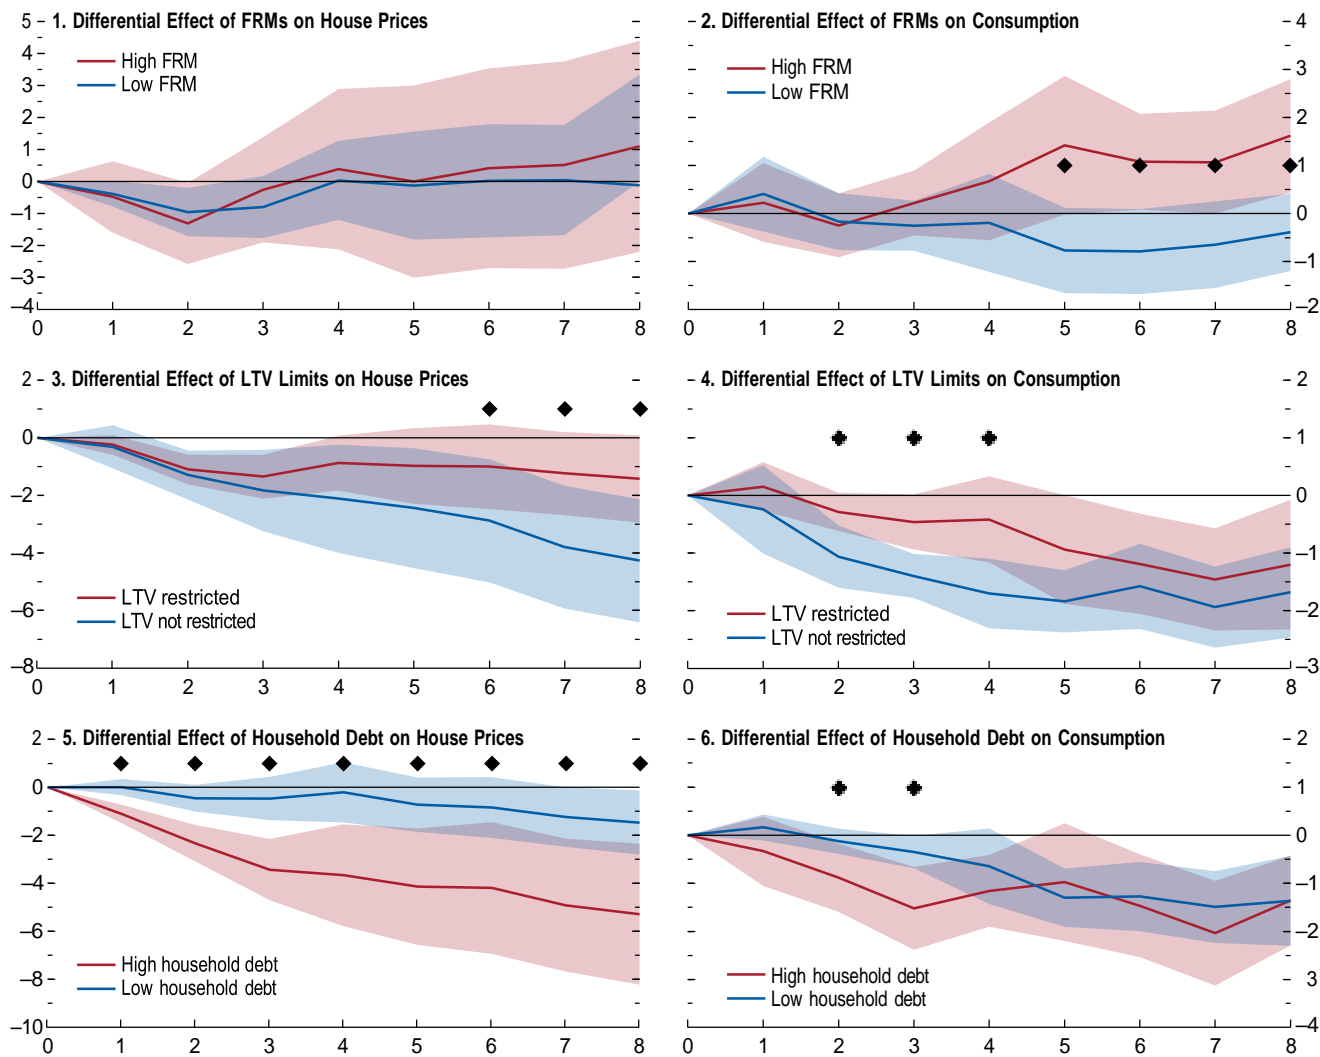 1. Differential Effect of FRMs on House Prices
High FRM
Low FRM
5
4
3
2
1
0
–1
–2
–3
–4
0 1 2 3 4 5 6 7 8
2. Differential Effect of FRMs on Consumption
High FRM
Low FRM
4
3
2
1
0
–1
–2
0 1 2 3 4 5 6 7 8
3. Differential Effect of LTV Limits on House Prices
2
0
–2
–4
–6
–8
LTV restricted
LTV not restricted
0 1 2 3 4 5 6 7 8
4. Differential Effect of LTV Limits on Consumption
2
1
0
–1
–2
–3
LTV restricted
LTV not restricted
0 1 2 3 4 5 6 7 8
5. Differential Effect of Household Debt on House Prices
2
0
–2
–4
–6
–8
–10
High household debt
Low household debt
0 1 2 3 4 5 6 7 8
6. Differential Effect of Household Debt on Consumption
2
1
0
–1
–2
3
–4
High household debt
Low household debt
0 1 2 3 4 5 6 7 8